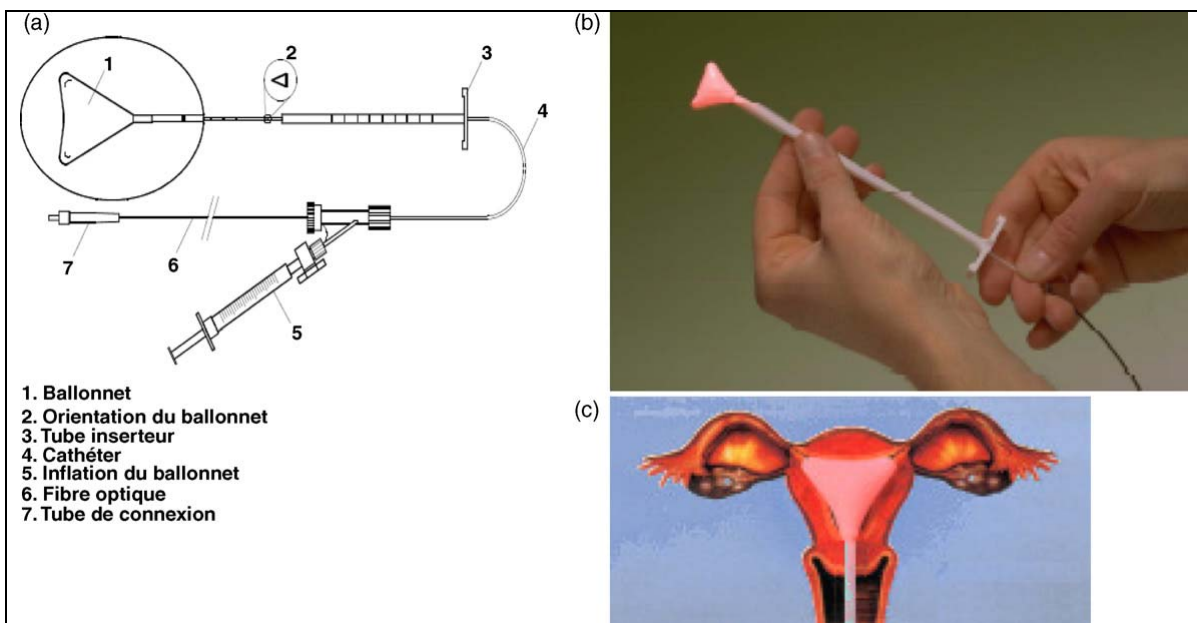 (a)
1
2
3
4
7
6
5
1. Ballonnet
2. Orientation du ballonnet
3. Tube inserteur
4. Cathéter
5. Inflation du ballonnet
6. Fibre optique
7. Tube de connexion
(b)
(c)